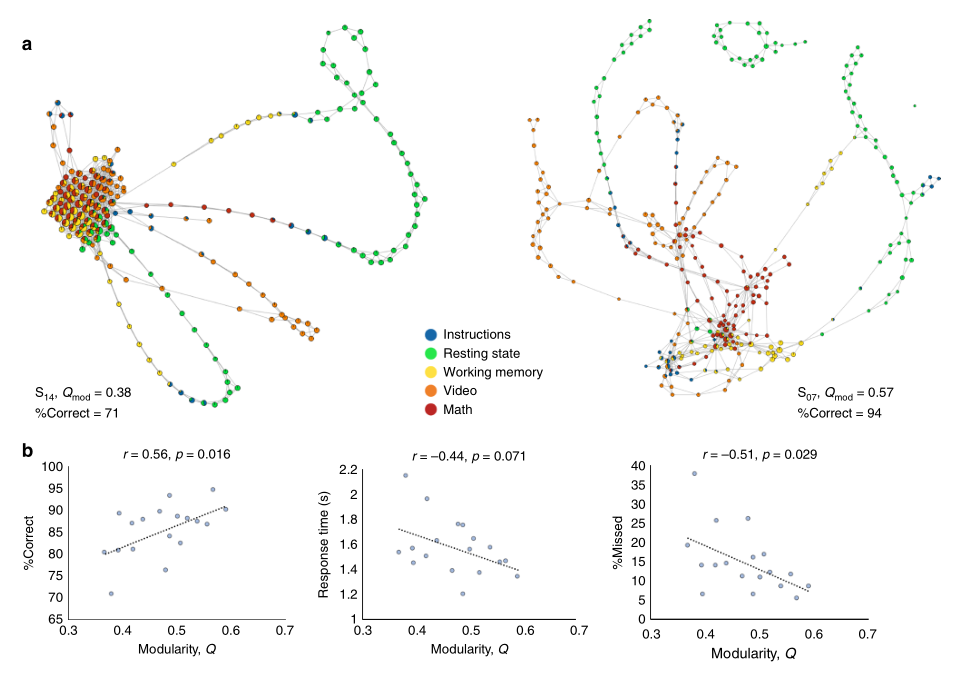 a
Instructions
Resting state
Working memory
Video
Math
S14, Qmod = 0.38
%Correct = 71
S07, Qmod = 0.57
%Correct = 94
b
r = 0.56, p = 0.016
100
95
90
85
80
75
70
65
0.3 0.4 0.5 0.6 0.7
%Correct
Modularity, Q
r = –0.44, p = 0.071
2.2
2
1.8
1.6
1.4
1.2
1
0.3 0.4 0.5 0.6 0.7
Response time (s)
Modularity, Q
r = –0.51, p = 0.029
40
35
30
25
20
15
10
5
0
0.3 0.4 0.5 0.6 0.7
%Missed
Modularity, Q